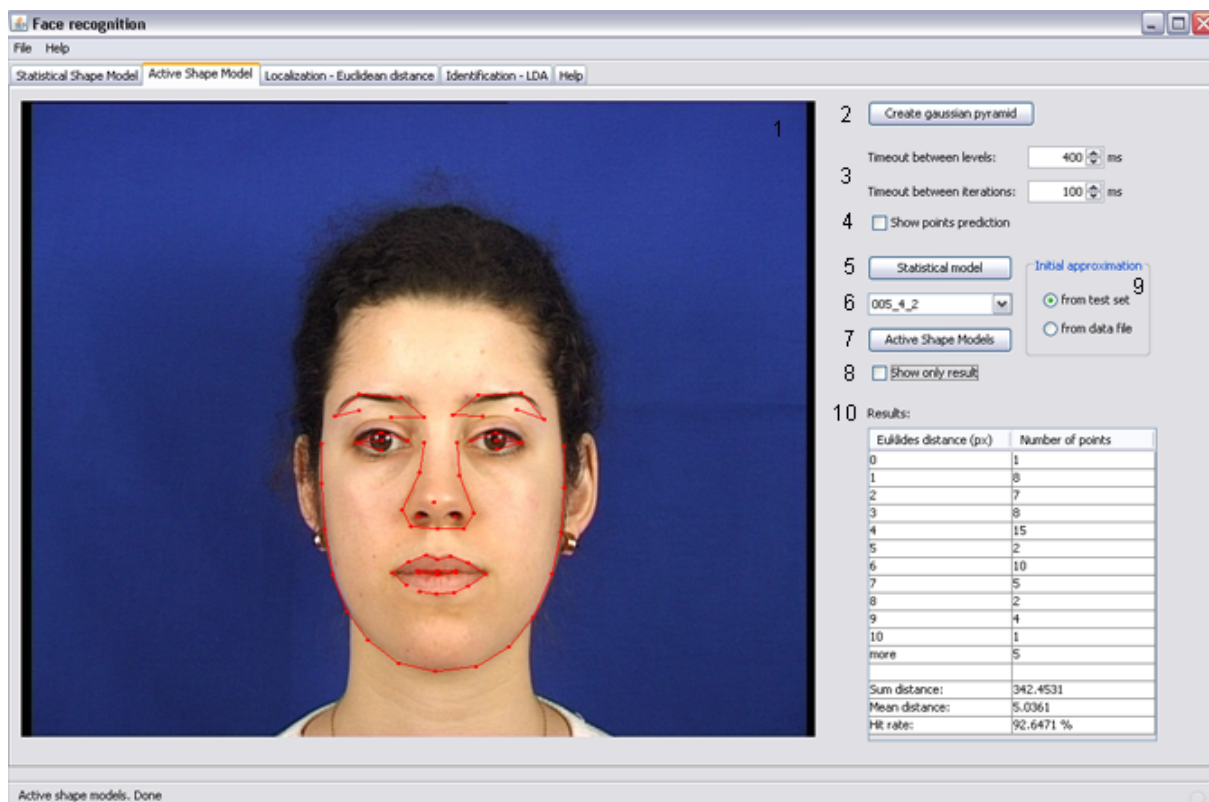 Face recognition
File Help
Statistical Shape Model Active Shape Model Localization - Euclidean distance Identification - LDA Help
1
2 Create gaussian pyramid
Timeout between levels: 400 ms
3
Timeout between iterations: 100 ms
4 Show points prediction
5 Statistical model
Initial approximation
9
6 005_4_2
from test set
from data file
7 Active Shape Models
8 Show only result
10 Results:
Euklides distance (px) Number of points
0 1
1 8
2 7
3 8
4 15
5 2
6 10
7 5
8 2
9 4
10 1
more 5
Sum distance: 342.4531
Mean distance: 5.0361
Hit rate: 92.6471 %
Active shape models. Done